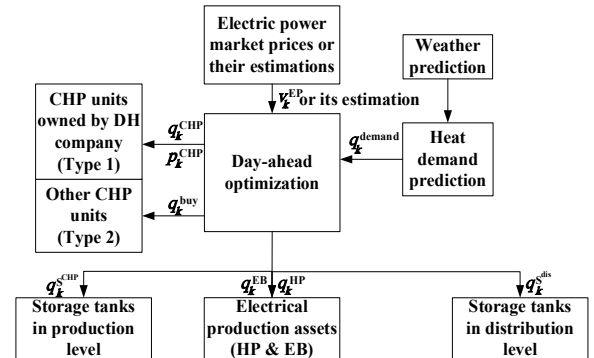 Electric power
market prices or
their estimations
Weather
prediction
v_k^EP or its estimation
CHP units
owned by DH
company
(Type 1)
q_k^CHP
p_k^CHP
Day-ahead
optimization
q_k^demand
Heat
demand
prediction
Other CHP
units
(Type 2)
q_k^buy
q_k^S^CHP
q_k^EB
q_k^HP
q_k^S^dis
Storage tanks
in production
level
Electrical
production assets
(HP & EB)
Storage tanks
in distribution
level